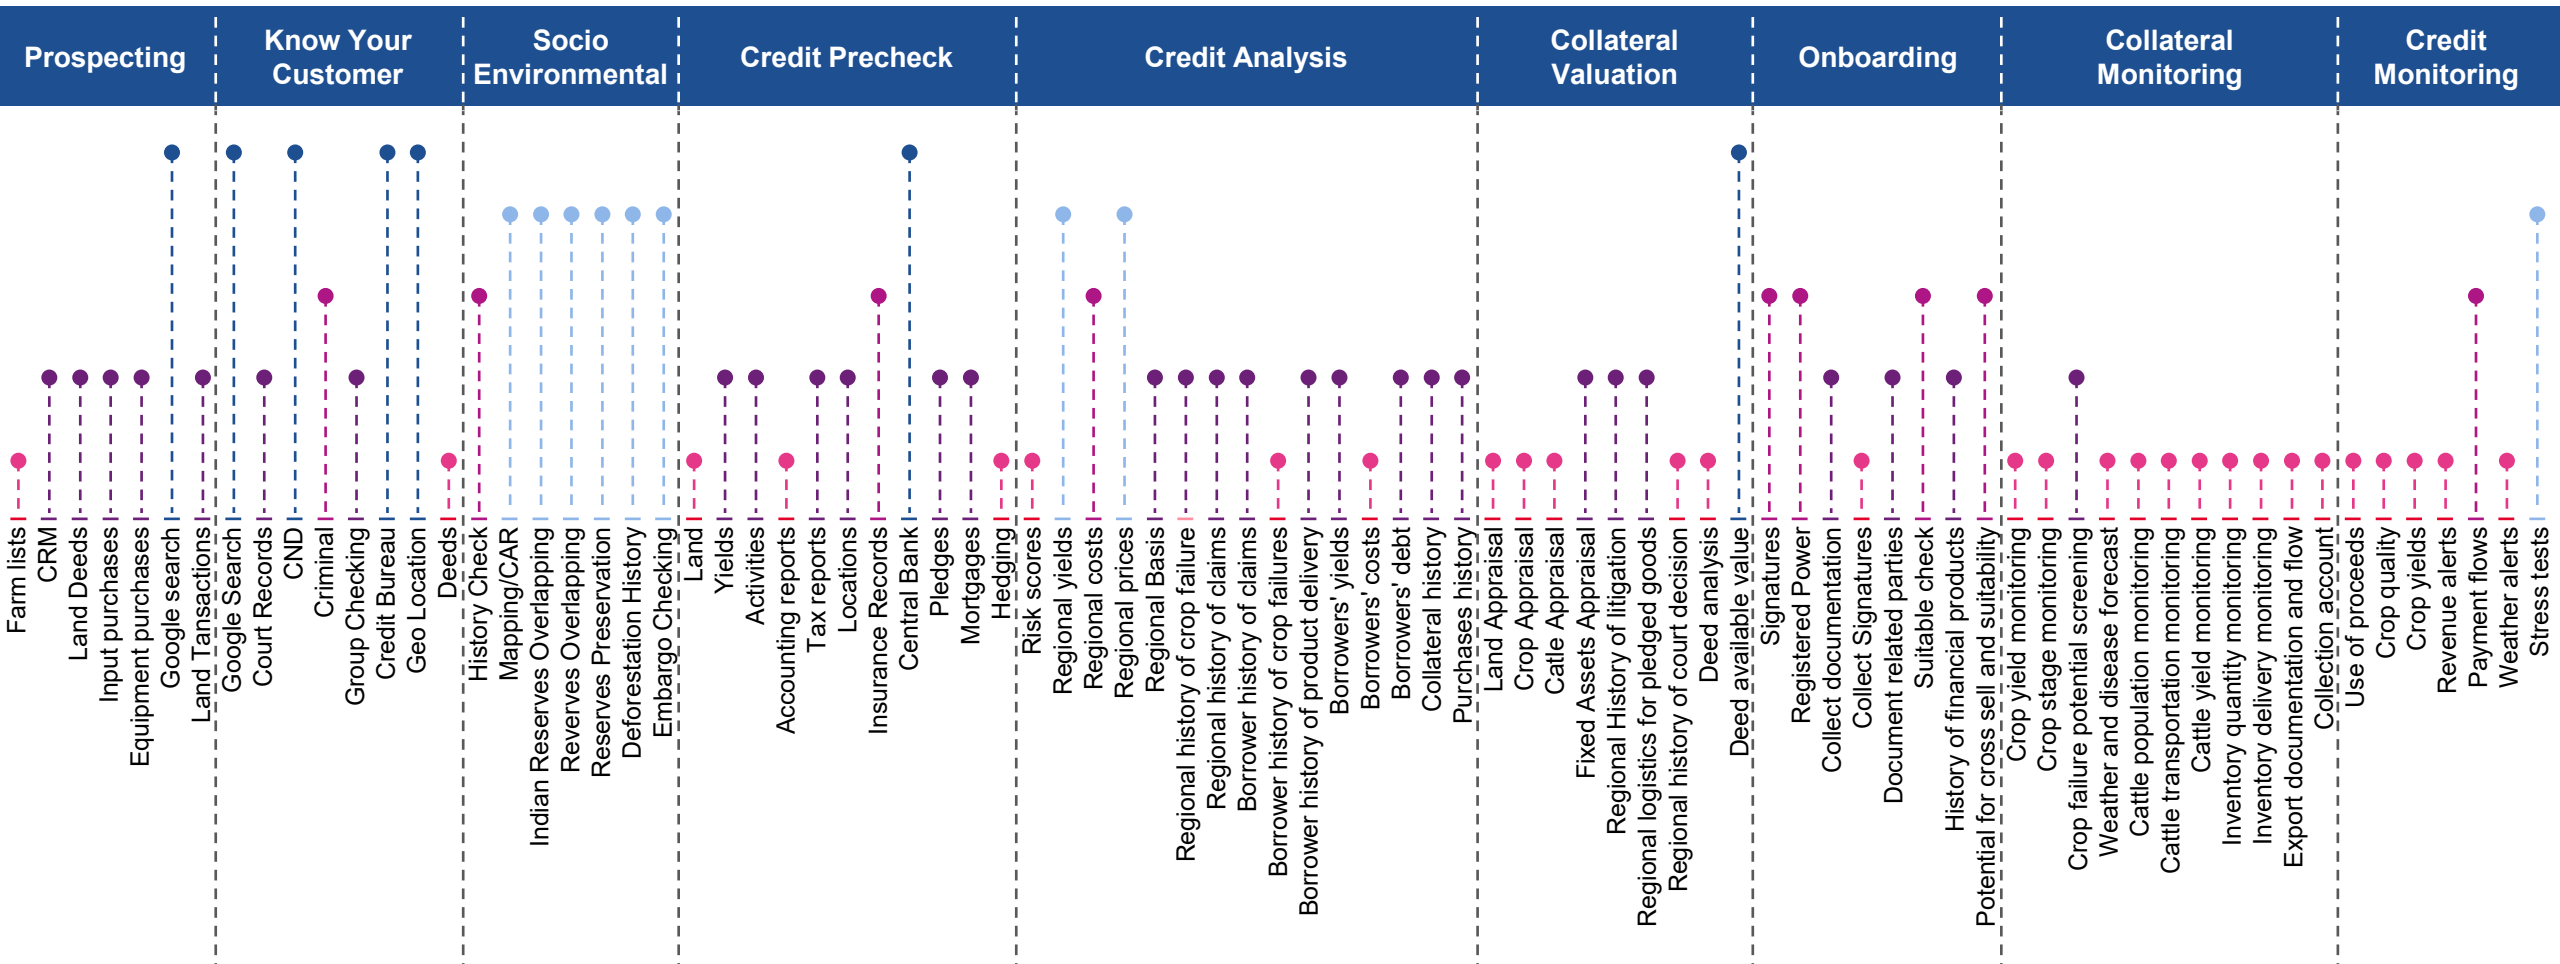 Prospecting
Know Your
Customer
Socio
Environmental
Credit Precheck
Credit Analysis
Collateral
Valuation
Onboarding
Collateral
Monitoring
Credit
Monitoring
Farm lists
CRM
Land Deeds
Input purchases
Equipment purchases
Google search
Land Tansactions
Google Search
Court Records
CND
Criminal
Group Checking
Credit Bureau
Geo Location
Deeds
History Check
Mapping/CAR
Indian Reserves Overlapping
Reverves Overlapping
Reserves Preservation
Deforestation History
Embargo Checking
Land
Yields
Activities
Accounting reports
Tax reports
Locations
Insurance Records
Central Bank
Pledges
Mortgages
Hedging
Risk scores
Regional yields
Regional costs
Regional prices
Regional Basis
Regional history of crop failure
Regional history of claims
Borrower history of claims
Borrower history of crop failures
Borrower history of product delivery
Borrowers' yields
Borrowers' costs
Borrowers' debt
Collateral history
Purchases history
Land Appraisal
Crop Appraisal
Catle Appraisal
Fixed Assets Appraisal
Regional History of litigation
Regional logistics for pledged goods
Regional history of court decision
Deed analysis
Deed available value
Signatures
Registered Power
Collect documentation
Collect Signatures
Document related parties
Suitable check
History of financial products
Potential for cross sell and suitability
Crop yield monitoring
Crop stage monitoring
Crop failure potential screening
Weather and disease forecast
Cattle population monitoring
Cattle transportation monitoring
Cattle yield monitoring
Inventory quantity monitoring
Inventory delivery monitoring
Export documentation and flow
Collection account
Use of proceeds
Crop quality
Crop yields
Revenue alerts
Payment flows
Weather alerts
Stress tests